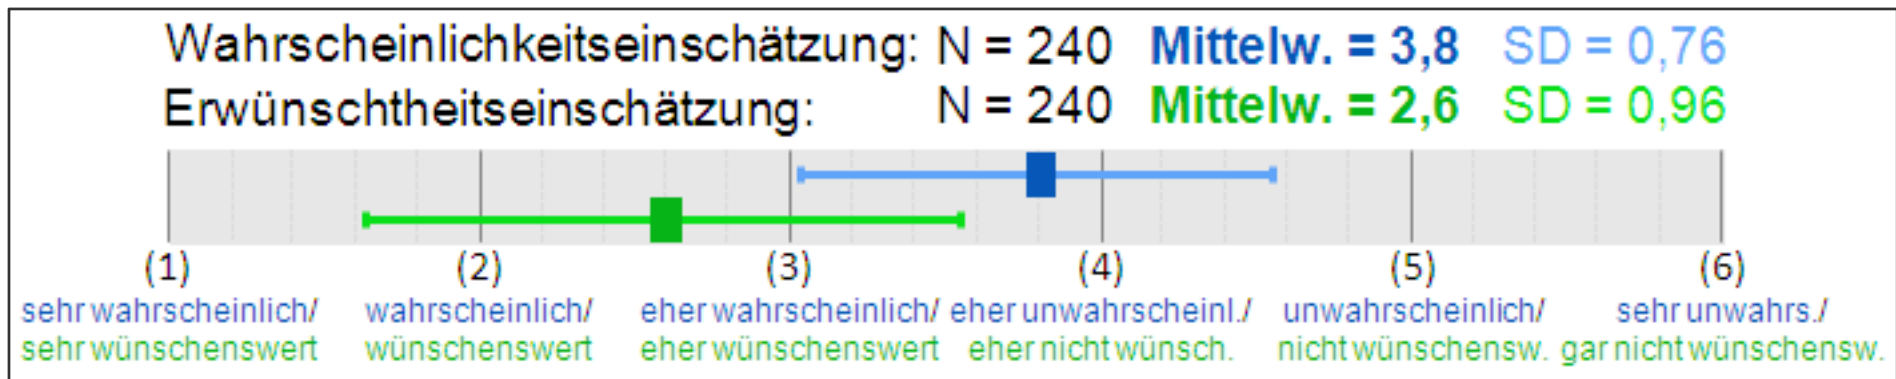 Wahrscheinlichkeitseinschätzung: N = 240 Mittelw. = 3,8 SD = 0,76
Erwünschtheitseinschätzung: N = 240 Mittelw. = 2,6 SD = 0,96
(1) (2) (3) (4) (5) (6)
sehr wahrscheinlich/ wahrscheinlich/ eher wahrscheinlich/ eher unwahrscheinl./ unwahrscheinlich/ sehr unwahrs./
sehr wünschenswert wünschenswert eher wünschenswert eher nicht wünsch. nicht wünschensw. gar nicht wünschensw.